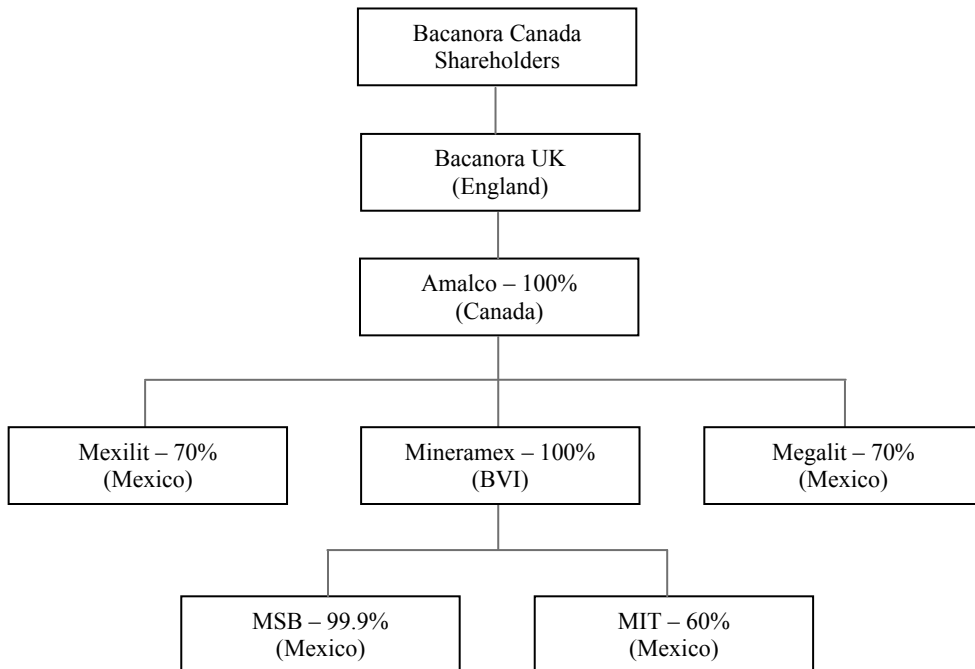 Bacanora Canada
Shareholders
Bacanora UK
(England)
Amalco – 100%
(Canada)
Mexilit – 70%
(Mexico)
Mineramex – 100%
(BVI)
Megalit – 70%
(Mexico)
MSB – 99.9%
(Mexico)
MIT – 60%
(Mexico)